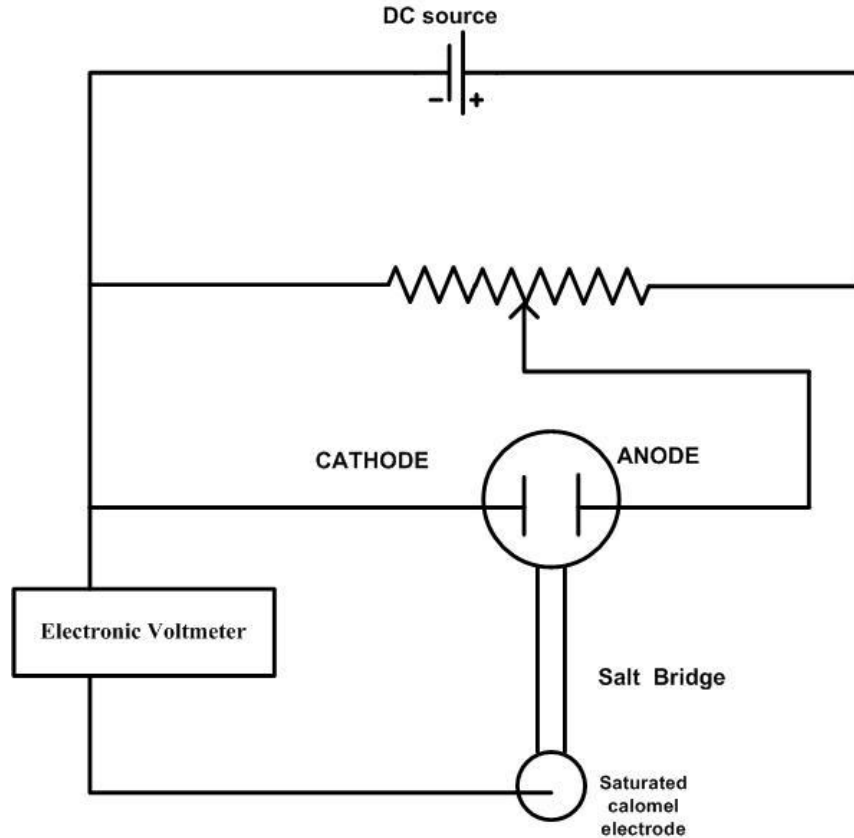 DC source
– +
CATHODE
ANODE
Electronic Voltmeter
Salt Bridge
Saturated
calomel
electrode